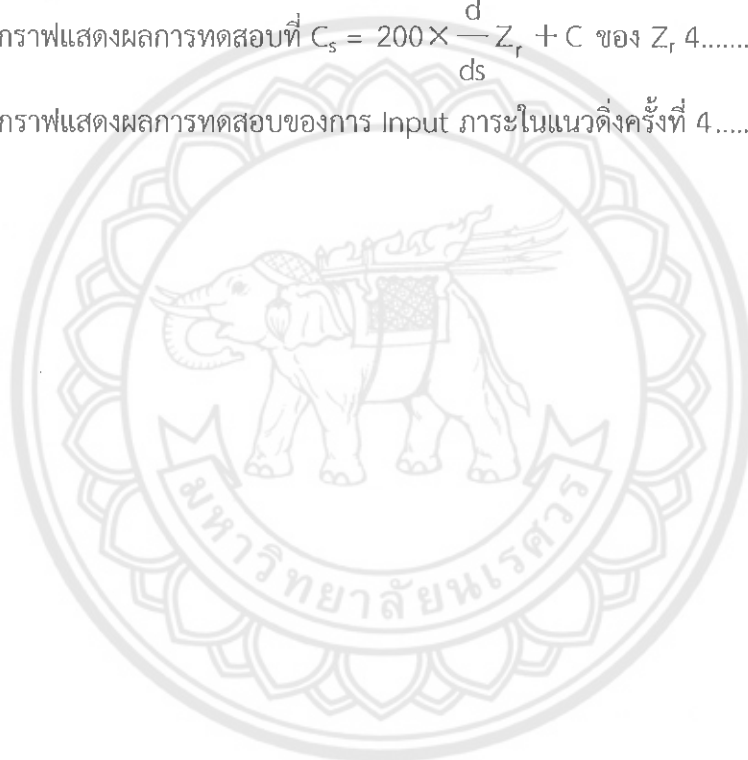 กราฟแสดงผลการทดสอบที่ C_s = 200 × d/ds Z_r + C ของ Z_r 4.......
กราฟแสดงผลการทดสอบของการ Input ภาระในแนวดิ่งครั้งที่ 4.....
มหาวิทยาลัยนเรศวร